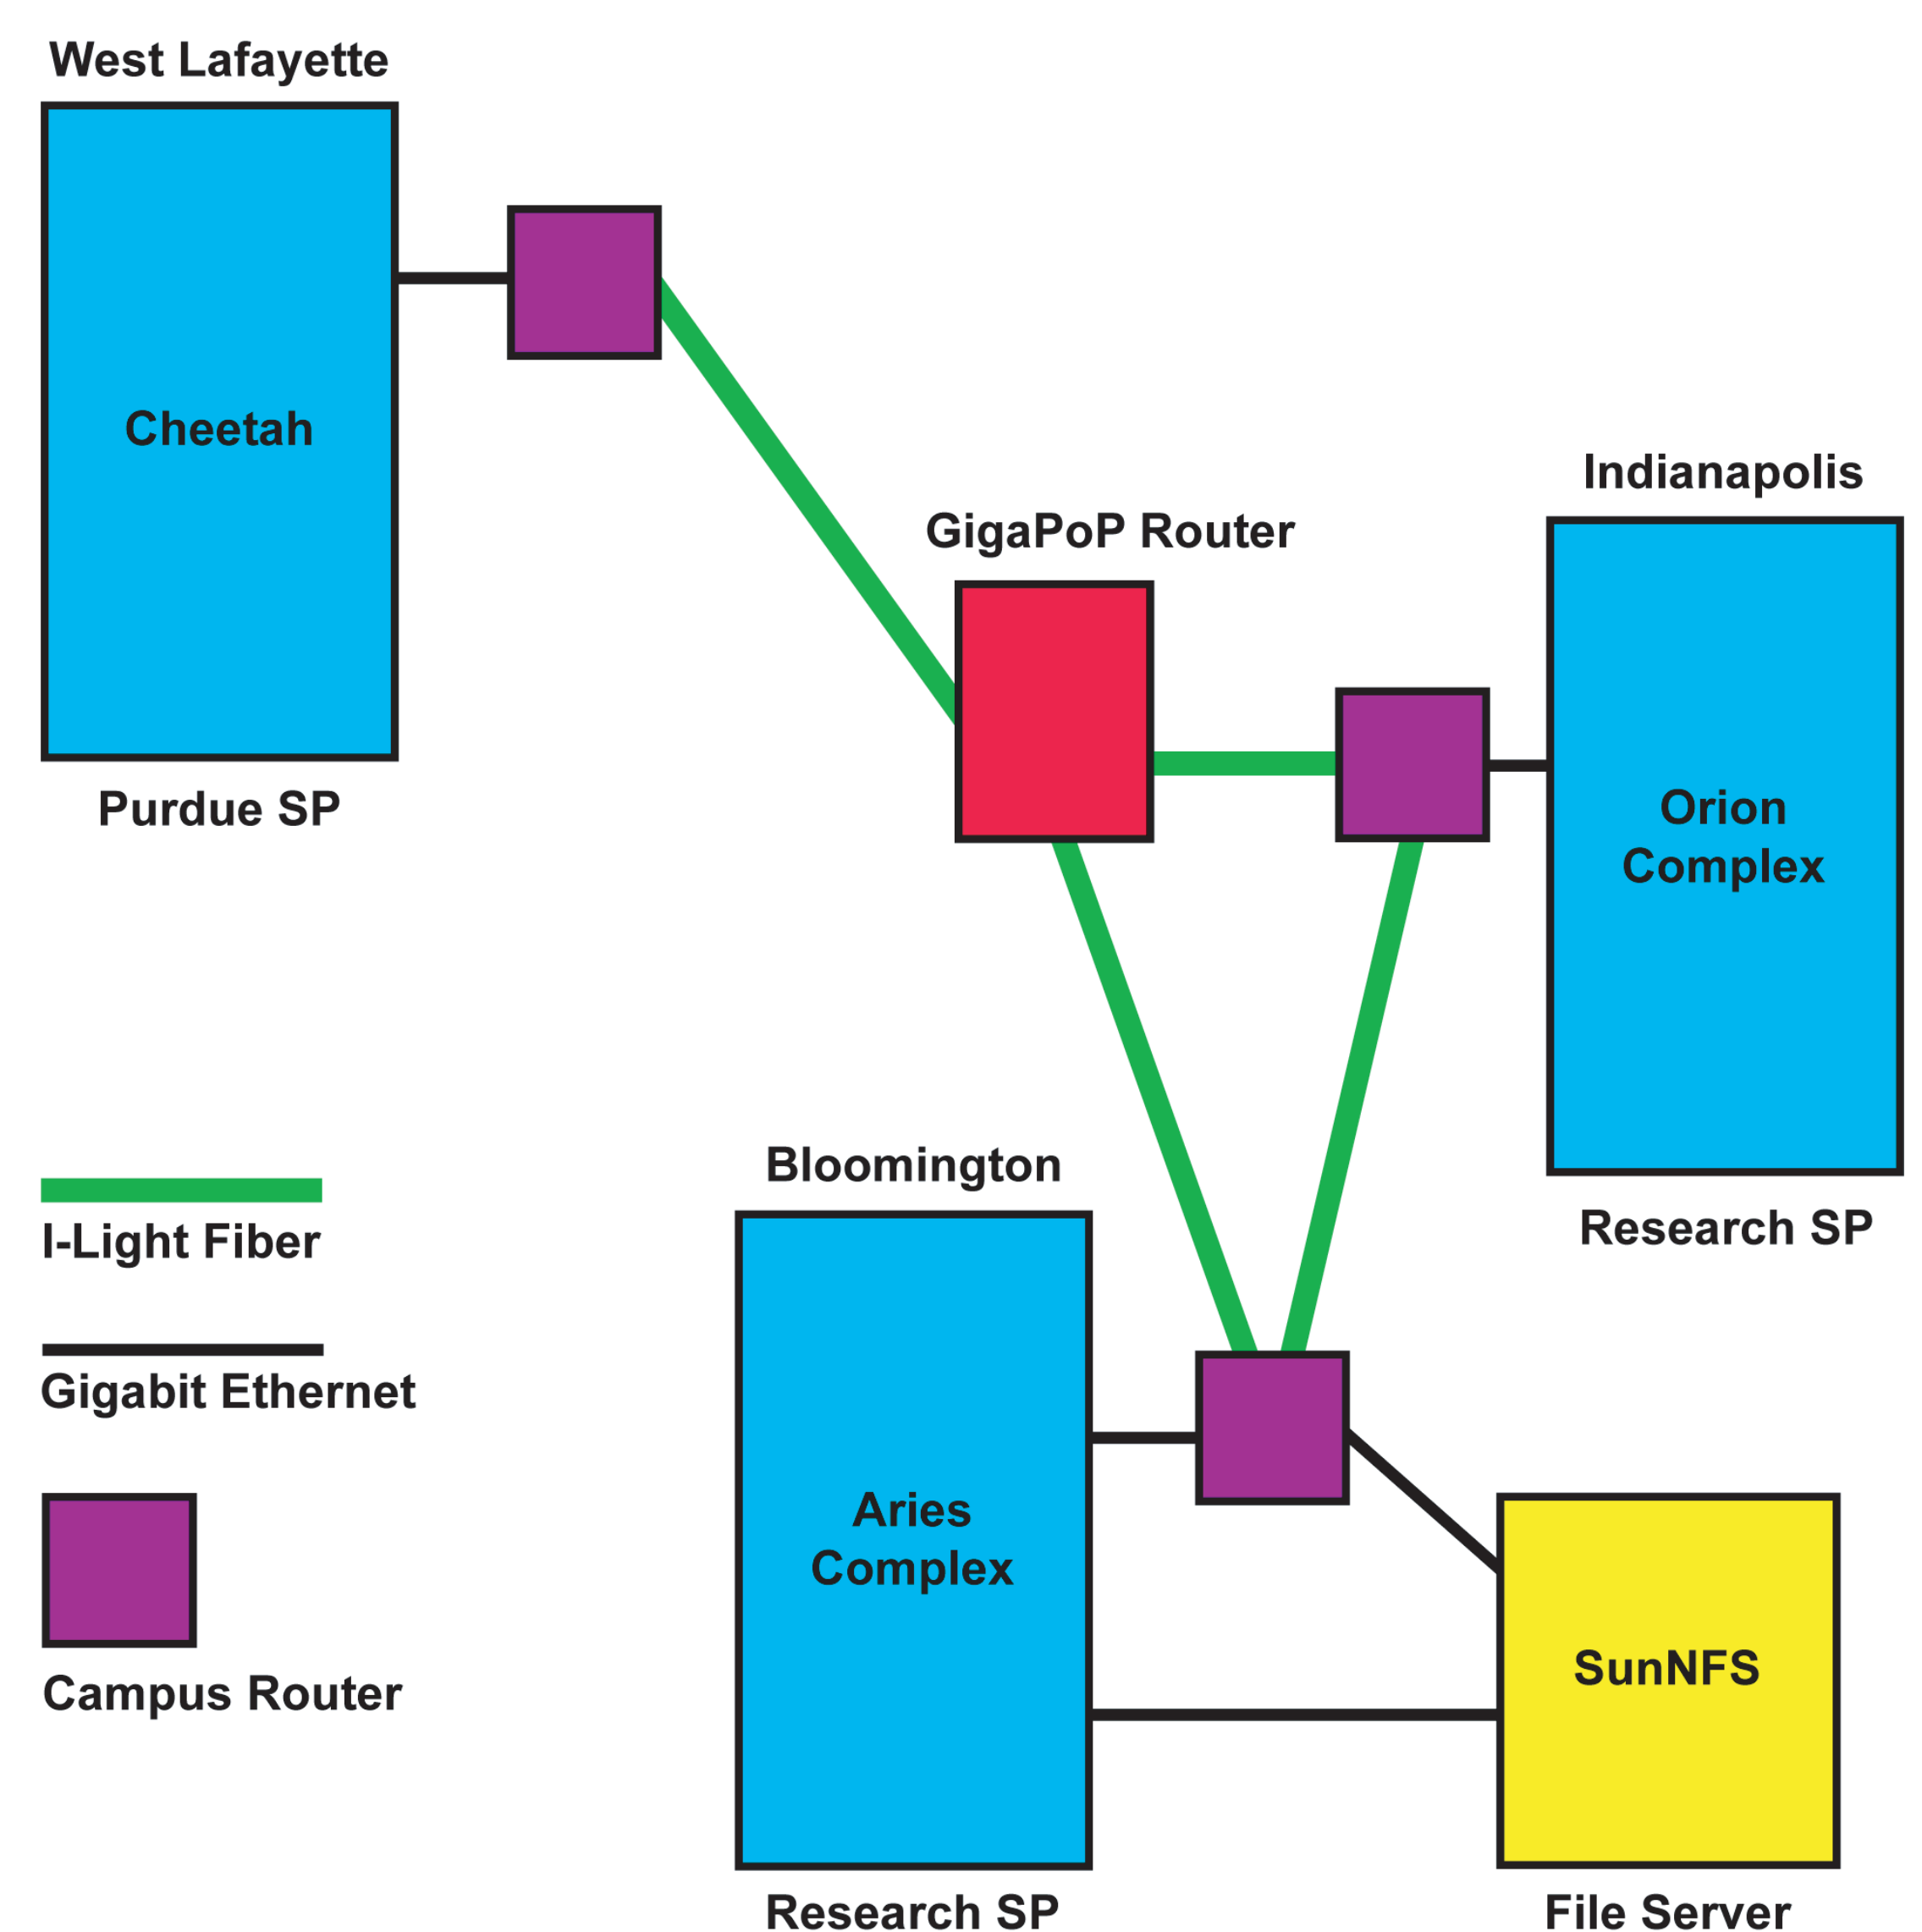 West Lafayette
Cheetah
Purdue SP
GigaPoP Router
Indianapolis
Orion
Complex
Research SP
I-Light Fiber
Gigabit Ethernet
Campus Router
Bloomington
Aries
Complex
Research SP
SunNFS
File Server